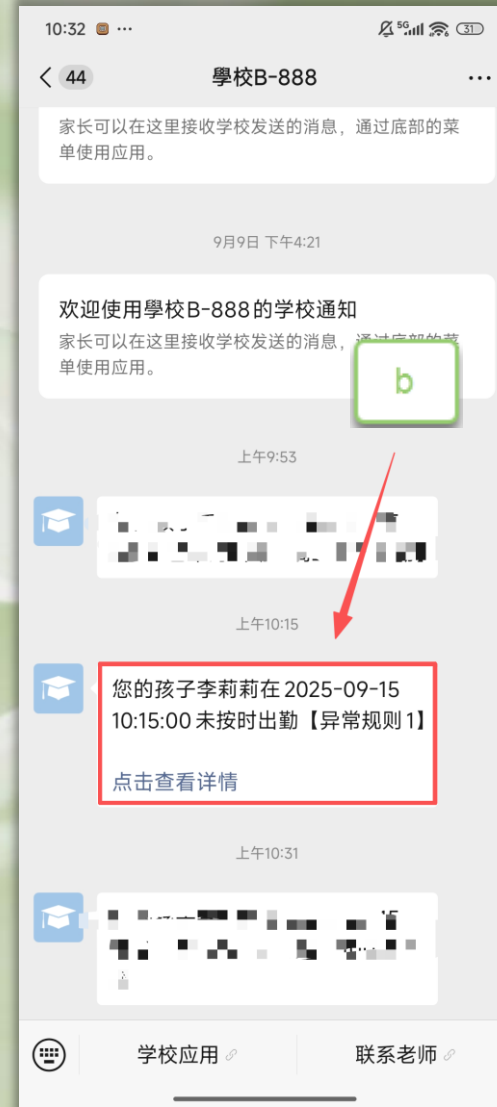 10:32 ...
5G 31
44 學校B-888 ...
家长可以在这里接收学校发送的消息，通过底部的菜
单使用应用。
9月9日 下午4:21
欢迎使用學校B-888的学校通知
家长可以在这里接收学校发送的消息，通过底部的菜
单使用应用。
b
上午9:53
上午10:15
您的孩子李莉莉在 2025-09-15
10:15:00 未按时出勤【异常规则1】
点击查看详情
上午10:31
学校应用 联系老师